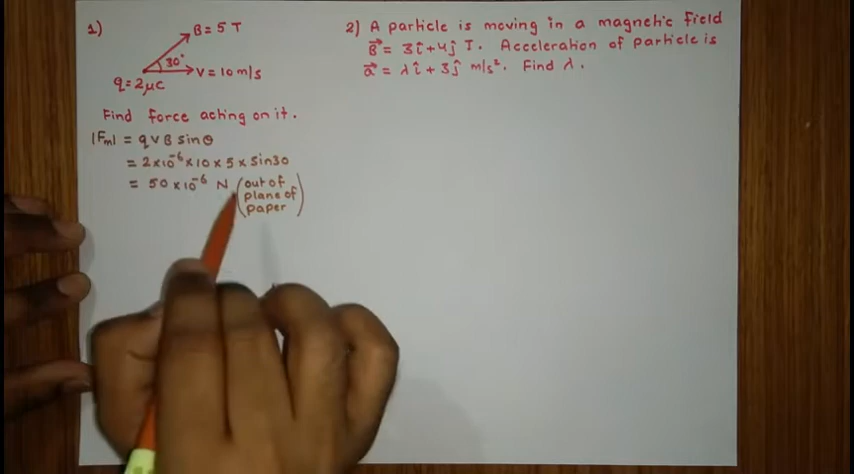 1)
B = 5 T
30°
V = 10 m/s
q = 2μc
Find force acting on it.
|Fm| = q v B sinθ
= 2×10⁻⁶ × 10 × 5 × sin30
= 50 × 10⁻⁶ N (out of plane of paper)
2) A particle is moving in a magnetic field
B⃗ = 3î + 4ĵ T. Acceleration of particle is
a⃗ = λî + 3ĵ m/s². Find λ.